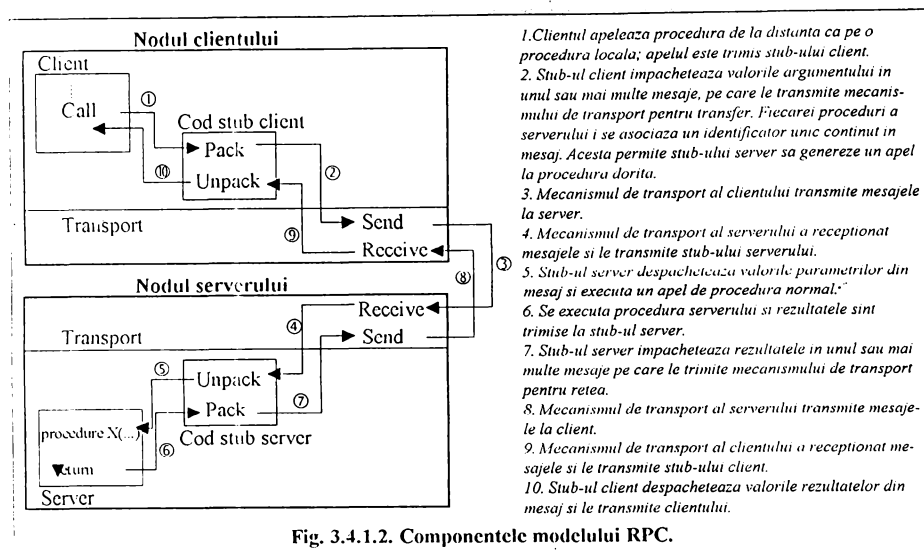 Nodul clientului
Client
Call
①
Cod stub client
Pack
Unpack
②
⑩
Transport
Send
Receive
⑨
③
⑧
Nodul serverului
Receive
Send
Transport
④
⑤
Unpack
Pack
⑦
Cod stub server
procedure X(...)
⑥
Server
1.Clientul apeleaza procedura de la distanta ca pe o
procedura locala; apelul este trimis stub-ului client.
2. Stub-ul client impacheteaza valorile argumentului in
unul sau mai multe mesaje, pe care le transmite mecanis-
mului de transport pentru transfer. Fiecarei proceduri a
serverului i se asociaza un identificator unic continut in
mesaj. Acesta permite stub-ului server sa genereze un apel
la procedura dorita.
3. Mecanismul de transport al clientului transmite mesajele
la server.
4. Mecanismul de transport al serverului a receptionat
mesajele si le transmite stub-ului serverului.
5. Stub-ul server despacheteaza valorile parametrilor din
mesaj si executa un apel de procedura normal.
6. Se executa procedura serverului si rezultatele sint
trimise la stub-ul server.
7. Stub-ul server impacheteaza rezultatele in unul sau mai
multe mesaje pe care le trimite mecanismului de transport
pentru retea.
8. Mecanismul de transport al serverului transmite mesaje-
le la client.
9. Mecanismul de transport al clientului a receptionat me-
sajele si le transmite stub-ului client.
10. Stub-ul client despacheteaza valorile rezultatelor din
mesaj si le transmite clientului.
Fig. 3.4.1.2. Componentele modelului RPC.